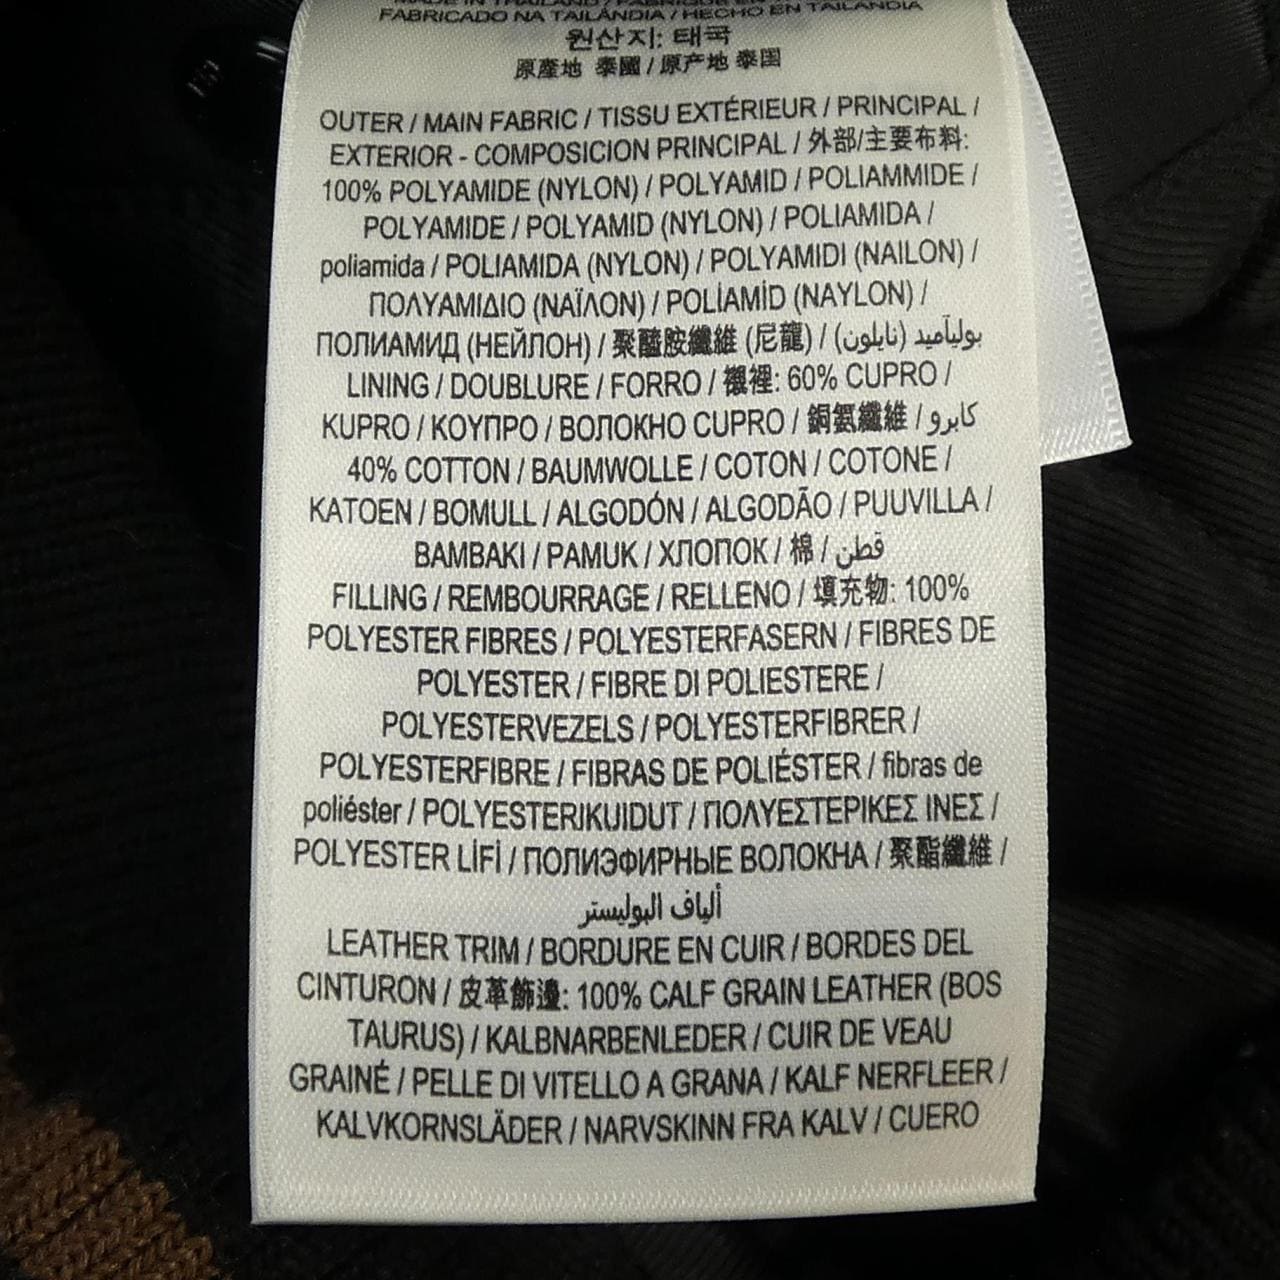 MADE IN THAILAND / FABRIQUE EN
FABRICADO NA TAILÂNDIA / HECHO EN TAILANDIA
원산지: 태국
原產地 泰國 / 原产地 泰国
OUTER / MAIN FABRIC / TISSU EXTÉRIEUR / PRINCIPAL /
EXTERIOR - COMPOSICION PRINCIPAL / 外部/主要布料:
100% POLYAMIDE (NYLON) / POLYAMID / POLIAMMIDE /
POLYAMIDE / POLYAMID (NYLON) / POLIAMIDA /
poliamida / POLIAMIDA (NYLON) / POLYAMIDI (NAILON) /
ΠΟΛΥΑΜΙΔΙΟ (ΝΑΪΛΟΝ) / POLİAMİD (NAYLON) /
ПОЛИАМИД (НЕЙЛОН) / 聚醯胺纖維 (尼龍) / بوليآميد (نايلون)
LINING / DOUBLURE / FORRO / 襯裡: 60% CUPRO /
KUPRO / ΚΟΥΠΡΟ / ВОЛОКНО CUPRO / 銅氨纖維 / كابرو
40% COTTON / BAUMWOLLE / COTON / COTONE /
KATOEN / BOMULL / ALGODÓN / ALGODÃO / PUUVILLA /
ΒΑΜΒΑΚΙ / PAMUK / ХЛОПОК / 棉 / قطن
FILLING / REMBOURRAGE / RELLENO / 填充物: 100%
POLYESTER FIBRES / POLYESTERFASERN / FIBRES DE
POLYESTER / FIBRE DI POLIESTERE /
POLYESTERVEZELS / POLYESTERFIBRER /
POLYESTERFIBRE / FIBRAS DE POLIÉSTER / fibras de
poliéster / POLYESTERIKUIDUT / ΠΟΛΥΕΣΤΕΡΙΚΕΣ ΙΝΕΣ /
POLYESTER LİFİ / ПОЛИЭФИРНЫЕ ВОЛОКНА / 聚酯纖維 /
ألياف البوليستر
LEATHER TRIM / BORDURE EN CUIR / BORDES DEL
CINTURON / 皮革飾邊: 100% CALF GRAIN LEATHER (BOS
TAURUS) / KALBNARBENLEDER / CUIR DE VEAU
GRAINÉ / PELLE DI VITELLO A GRANA / KALF NERFLEER /
KALVKORNSLÄDER / NARVSKINN FRA KALV / CUERO